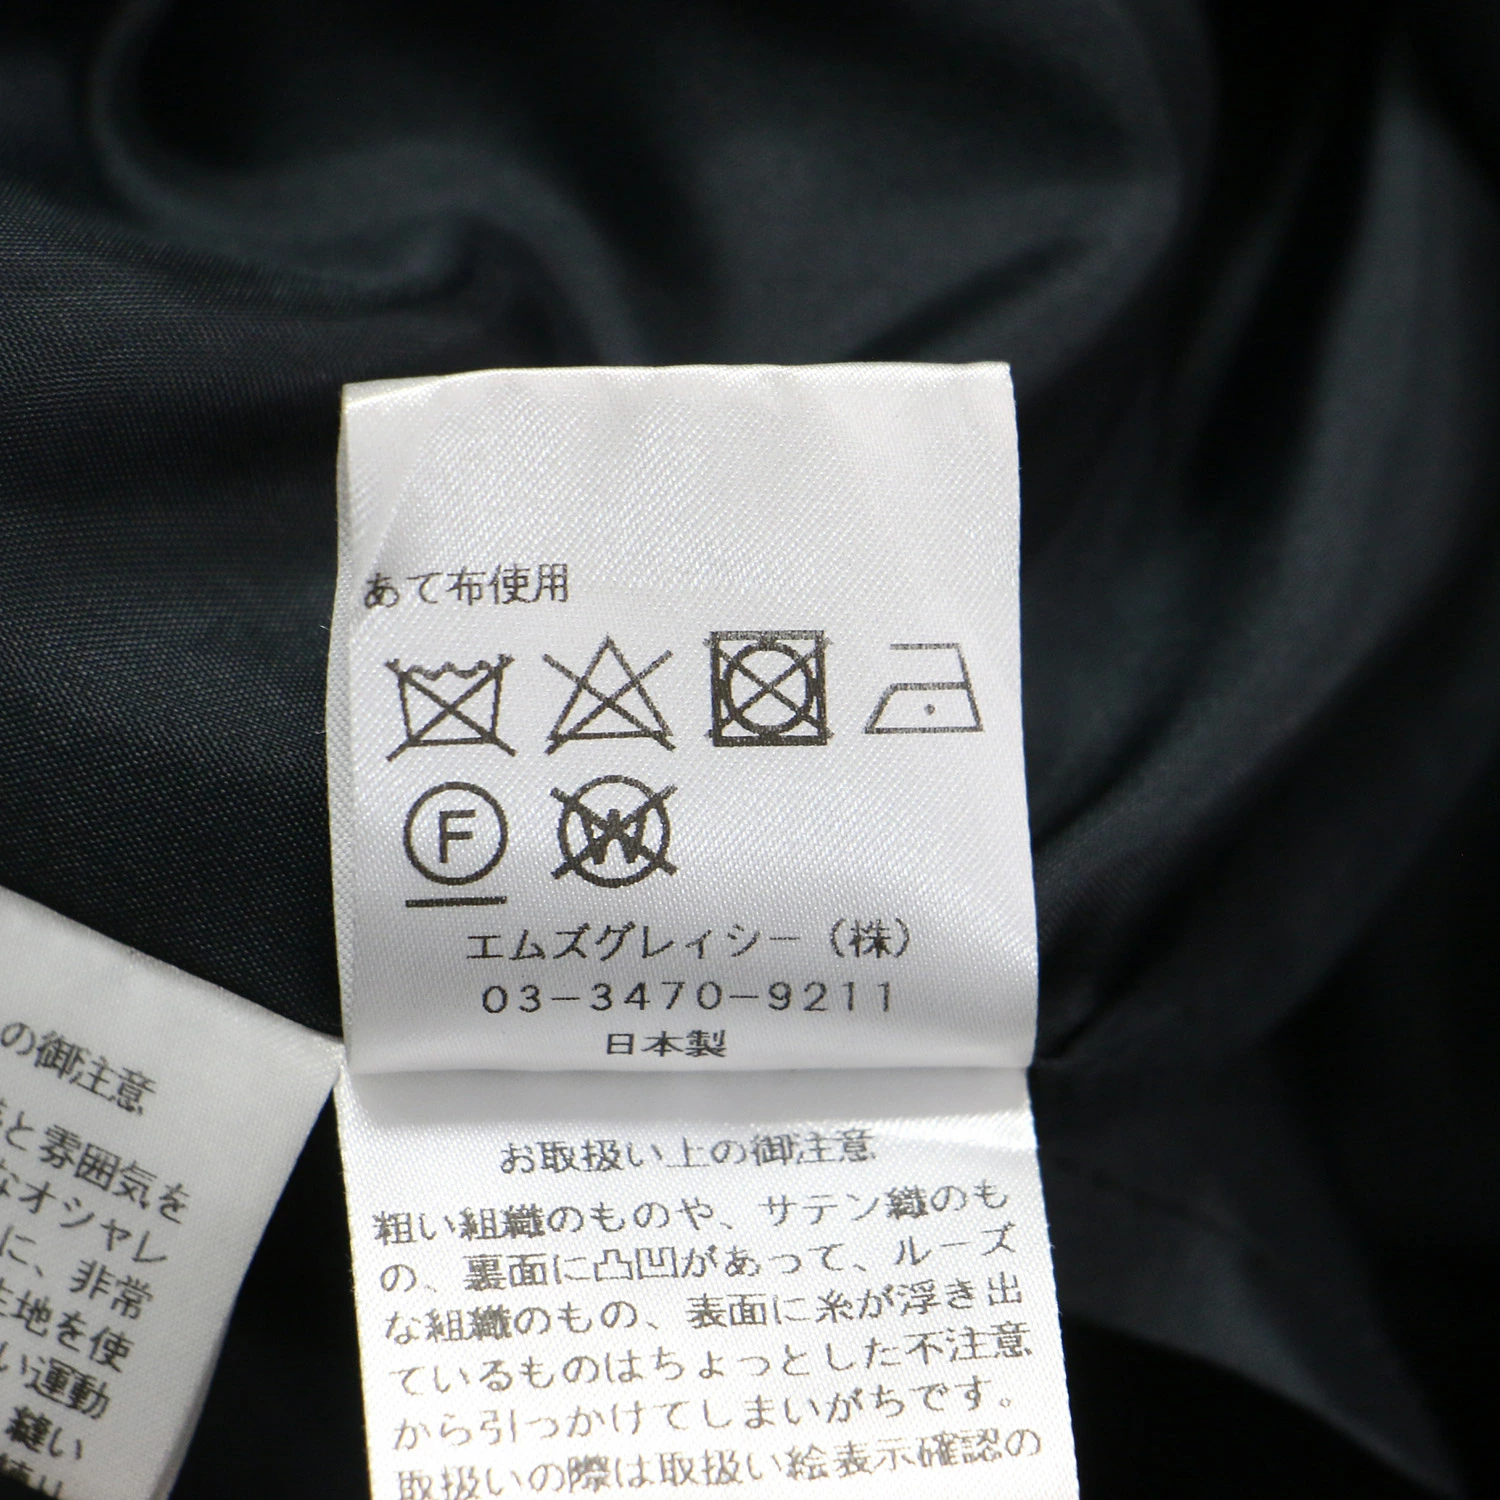 あて布使用
F
W
エムズグレィシー（株）
03-3470-9211
日本製
お取扱い上の御注意
粗い組織のものや、サテン織のも
の、裏面に凸凹があって、ルーズ
な組織のもの、表面に糸が浮き出
ているものはちょっとした不注意
から引っかけてしまいがちです。
取扱いの際は取扱い絵表示確認の
の御注意
と雰囲気を
なオシャレ
に、非常
地を使
い運動
縫い